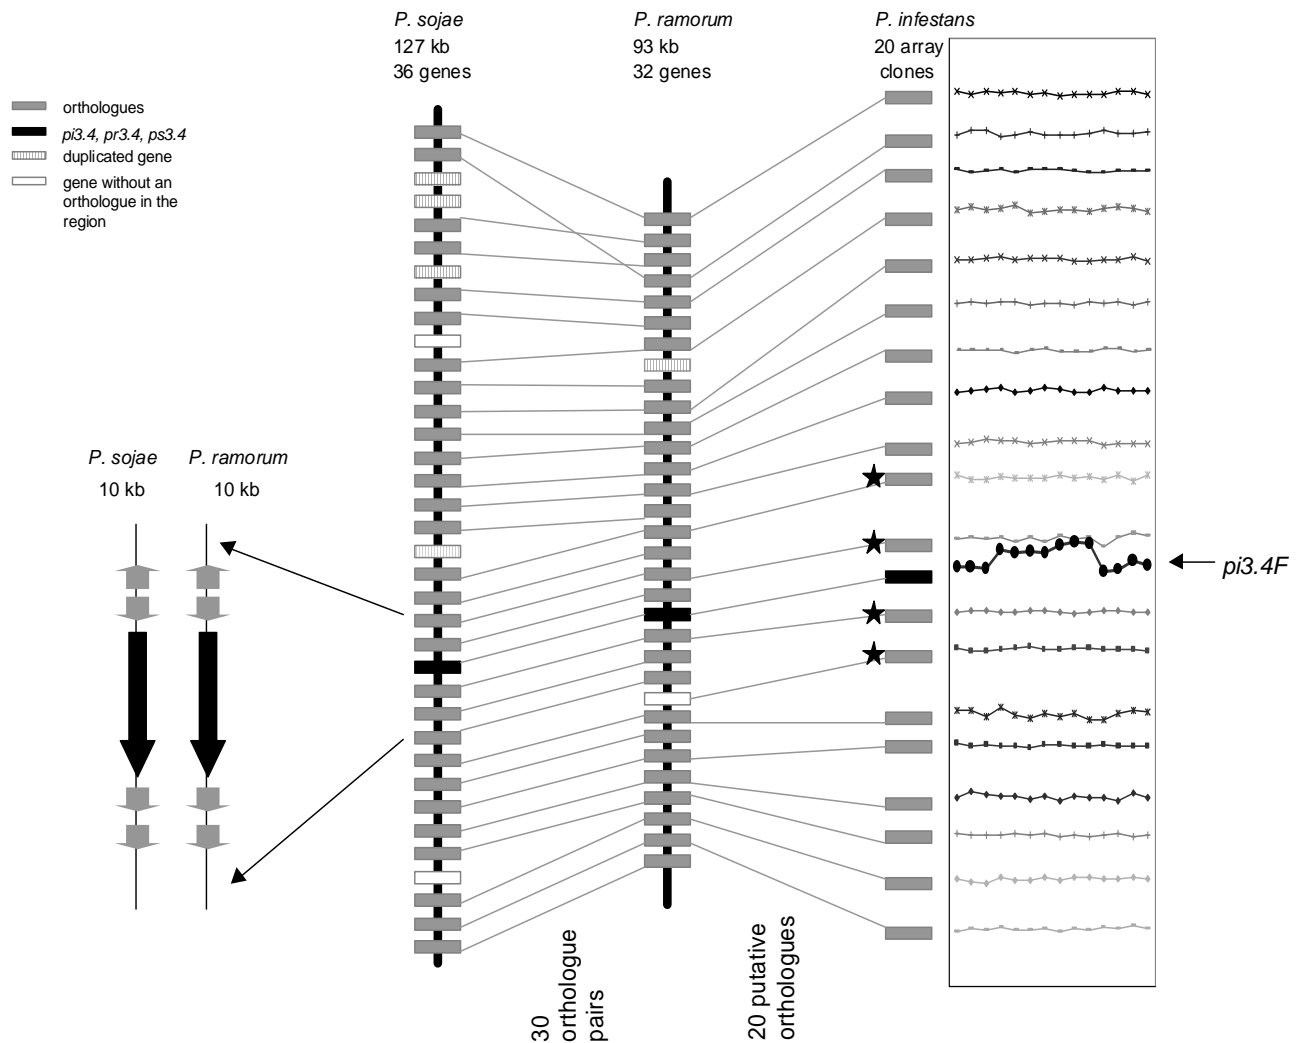 P. sojae
127 kb
36 genes
P. ramorum
93 kb
32 genes
P. infestans
20 array
clones
orthologues
pi3.4, pr3.4, ps3.4
duplicated gene
gene without an
orthologue in the
region
P. sojae
10 kb
P. ramorum
10 kb
pi3.4F
30
orthologue
pairs
20 putative
orthologues